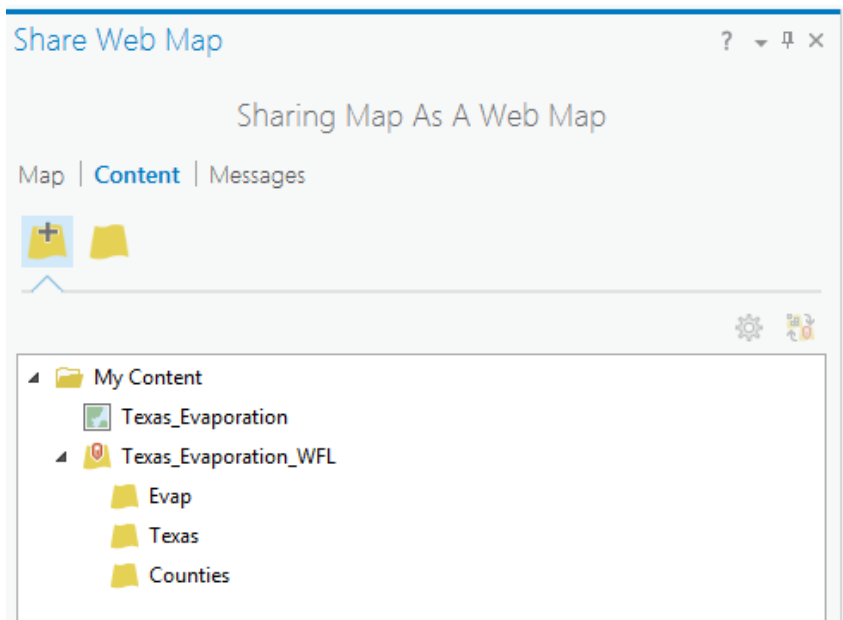 Share Web Map ?
Sharing Map As A Web Map
Map | Content | Messages
My Content
Texas_Evaporation
Texas_Evaporation_WFL
Evap
Texas
Counties